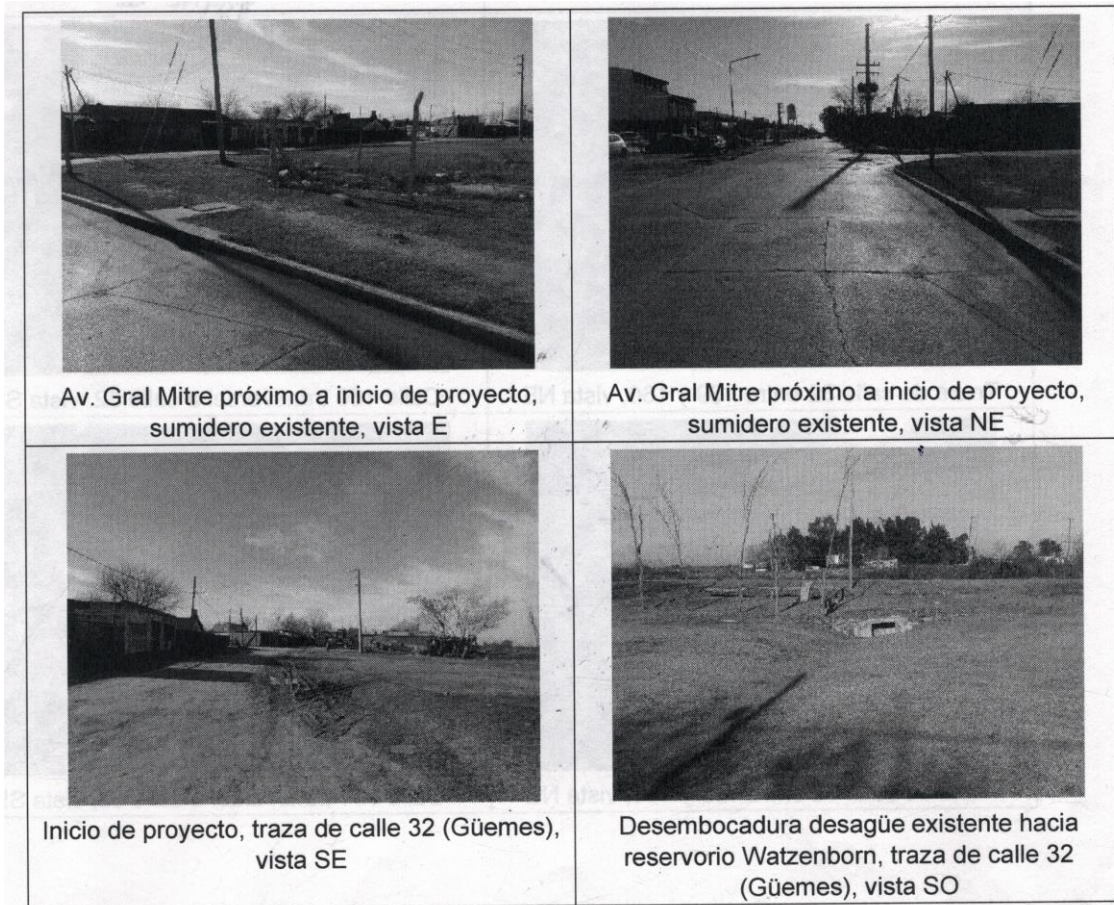 Av. Gral Mitre próximo a inicio de proyecto,
sumidero existente, vista E
Av. Gral Mitre próximo a inicio de proyecto,
sumidero existente, vista NE
Inicio de proyecto, traza de calle 32 (Güemes),
vista SE
Desembocadura desagüe existente hacia
reservorio Watzenborn, traza de calle 32
(Güemes), vista SO